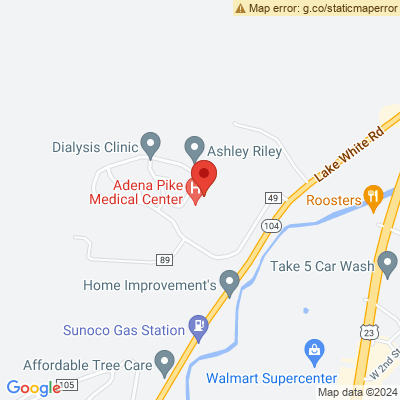 Map error: g.co/staticmaperror
Lake White Rd
Dialysis Clinic
Ashley Riley
Adena Pike
Medical Center
H
49
Roosters
104
89
Take 5 Car Wash
Home Improvement's
23
Sunoco Gas Station
W 2nd St
Affordable Tree Care
Walmart Supercenter
105
Google
Map data ©2024